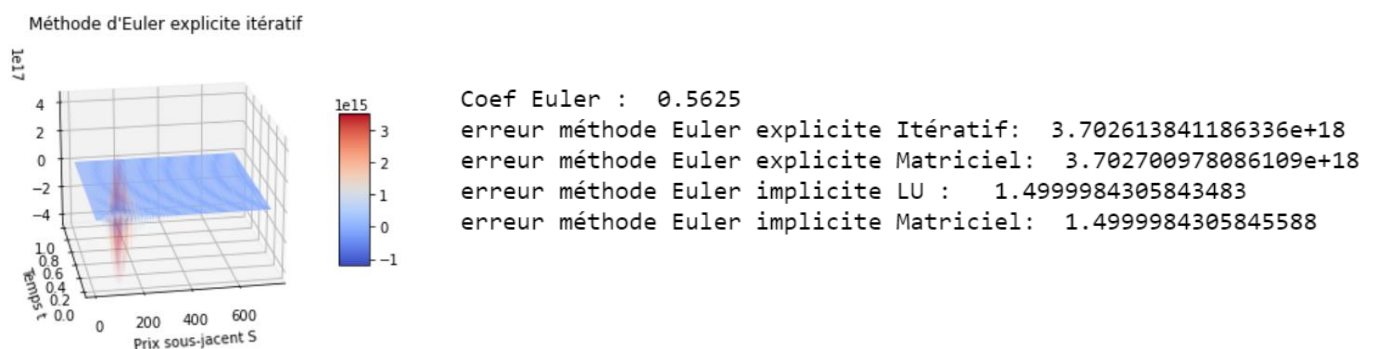 Méthode d'Euler explicite itératif
1e17
4
2
0
−2
−4
1.0
0.8
0.6
0.4
0.2
0.0
Temps t
0
200
400
600
Prix sous-jacent S
1e15
3
2
1
0
−1
Coef Euler :  0.5625
erreur méthode Euler explicite Itératif:  3.702613841186336e+18
erreur méthode Euler explicite Matriciel:  3.702700978086109e+18
erreur méthode Euler implicite LU :   1.4999984305843483
erreur méthode Euler implicite Matriciel:  1.4999984305845588